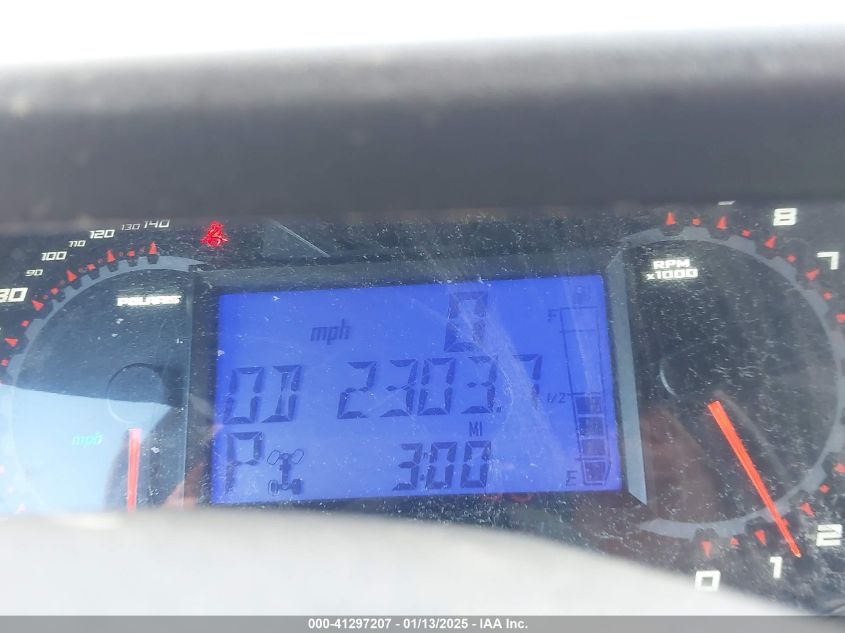 80 90 100 110 120 130 140
POLARIS
mph
mph 0
OD 2303.7
MI
P 3:00
F
1/2
E
RPM
x1000
0 1 2 7 8
000-41297207 - 01/13/2025 - IAA Inc.